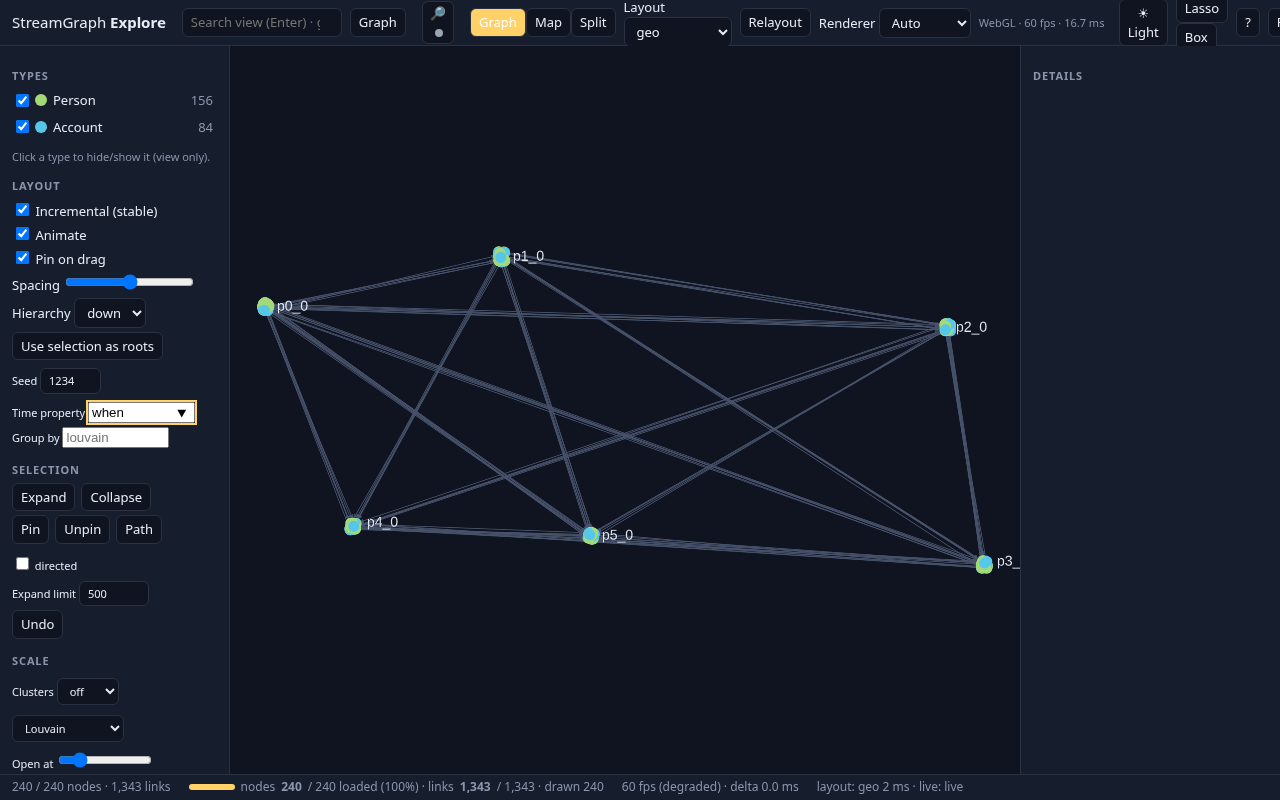 StreamGraph Explore
Search view (Enter) ·
Graph
Graph
Map
Split
Layout
geo
Relayout
Renderer
Auto
WebGL · 60 fps · 16.7 ms
Light
Lasso
Box
?
TYPES
Person 156
Account 84
Click a type to hide/show it (view only).
LAYOUT
Incremental (stable)
Animate
Pin on drag
Spacing
Hierarchy down
Use selection as roots
Seed 1234
Time property when
Group by louvain
SELECTION
Expand Collapse
Pin Unpin Path
directed
Expand limit 500
Undo
SCALE
Clusters off
Louvain
Open at
p1_0
p0_0
p2_0
p4_0
p5_0
p3_
DETAILS
240 / 240 nodes · 1,343 links
nodes 240 / 240 loaded (100%) · links 1,343 / 1,343 · drawn 240
60 fps (degraded) · delta 0.0 ms
layout: geo 2 ms · live: live